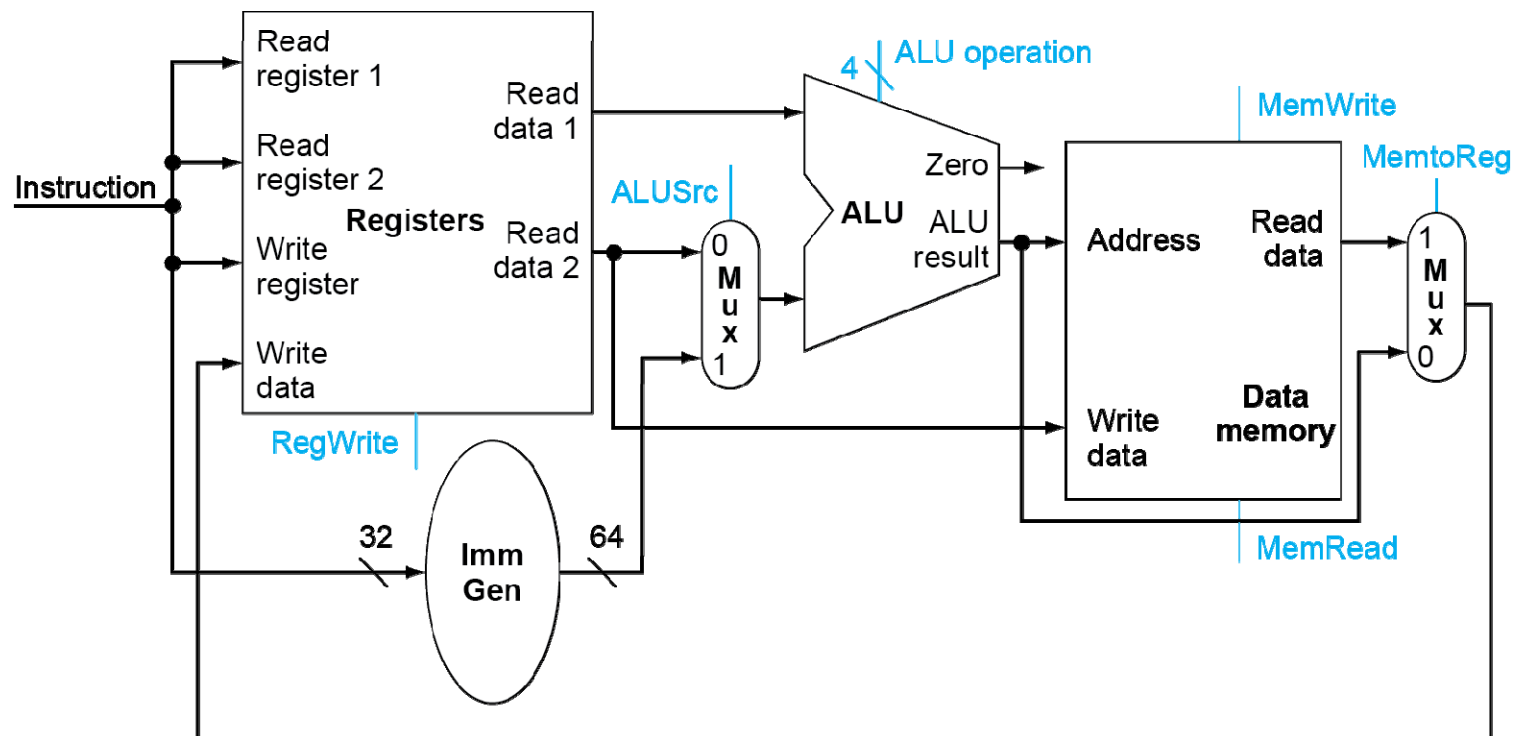 Instruction
Read
register 1
Read
register 2
Registers
Write
register
Write
data
Read
data 1
Read
data 2
RegWrite
32
Imm
Gen
64
ALUSrc
0
M
u
x
1
4
ALU operation
Zero
ALU
ALU
result
MemWrite
Address
Read
data
Write
data
Data
memory
MemRead
MemtoReg
1
M
u
x
0